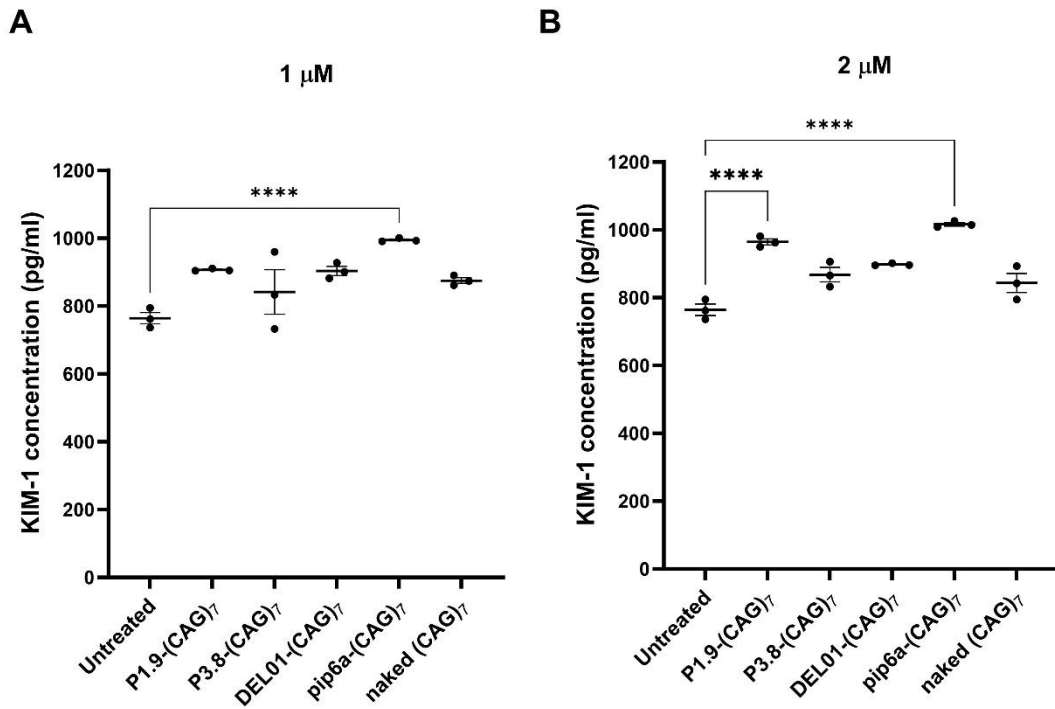 A
1 μM
KIM-1 concentration (pg/ml)
1200
1000
800
600
400
200
0
****
Untreated
P1.9-(CAG)₇
P3.8-(CAG)₇
DEL01-(CAG)₇
pip6a-(CAG)₇
naked (CAG)₇
B
2 μM
KIM-1 concentration (pg/ml)
1200
1000
800
600
400
200
0
****
****
Untreated
P1.9-(CAG)₇
P3.8-(CAG)₇
DEL01-(CAG)₇
pip6a-(CAG)₇
naked (CAG)₇